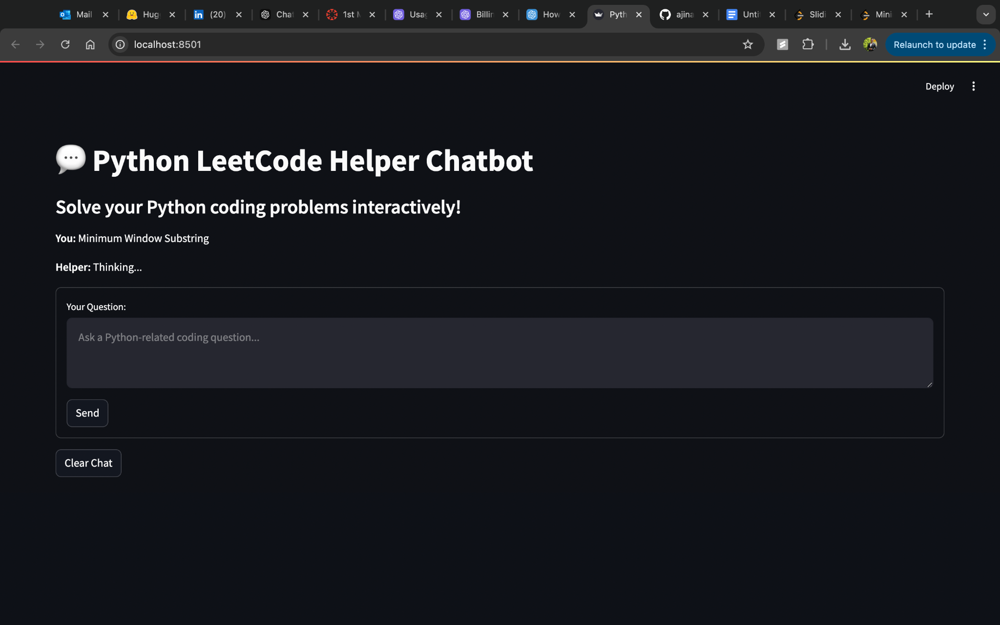 Mail
Hug
(20)
Chat
1st M
Usag
Billin
How
Pyth
ajina
Unti
Slidi
Mini
localhost:8501
Relaunch to update
Deploy
Python LeetCode Helper Chatbot
Solve your Python coding problems interactively!
You: Minimum Window Substring
Helper: Thinking...
Your Question:
Ask a Python-related coding question...
Send
Clear Chat